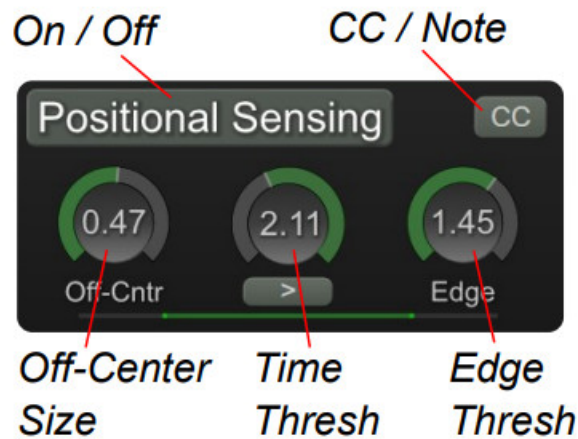 On / Off
CC / Note
Positional Sensing
CC
0.47
2.11
1.45
Off-Cntr
>
Edge
Off-Center
Size
Time
Thresh
Edge
Thresh